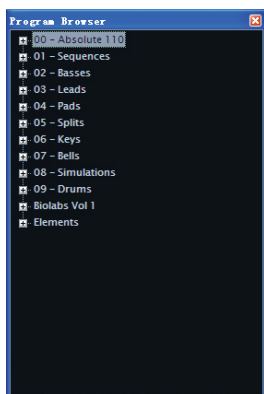 Program Browser
00 – Absolute 110
01 – Sequences
02 – Basses
03 – Leads
04 – Pads
05 – Splits
06 – Keys
07 – Bells
08 – Simulations
09 – Drums
Biolabs Vol 1
Elements